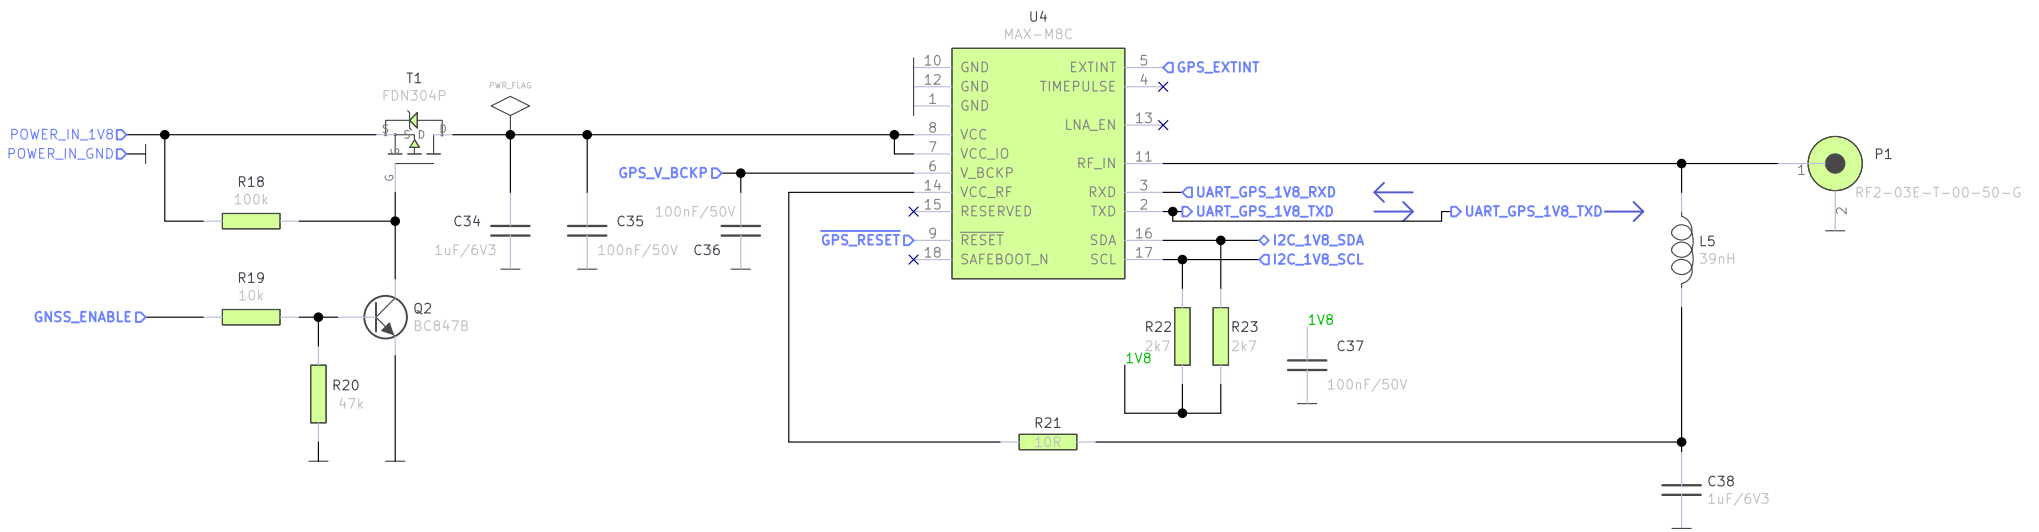 U4
MAX-M8C
10 GND
12 GND
1 GND
8 VCC
7 VCC_IO
6 V_BCKP
14 VCC_RF
15 RESERVED
9 RESET
18 SAFEBOOT_N
EXTINT 5
TIMEPULSE 4
LNA_EN 13
RF_IN 11
RXD 3
TXD 2
SDA 16
SCL 17
GPS_EXTINT
UART_GPS_1V8_RXD
UART_GPS_1V8_TXD
UART_GPS_1V8_TXD
I2C_1V8_SDA
I2C_1V8_SCL
T1
FDN304P
S
D
S D
G
PWR_FLAG
POWER_IN_1V8
POWER_IN_GND
R18
100k
GPS_V_BCKP
GPS_RESET
C34
1uF/6V3
C35
100nF/50V
100nF/50V
C36
R19
10k
GNSS_ENABLE
Q2
BC847B
R20
47k
R22
2k7
R23
2k7
1V8
1V8
C37
100nF/50V
R21
10R
P1
RF2-03E-T-00-50-G
1
2
L5
39nH
C38
1uF/6V3